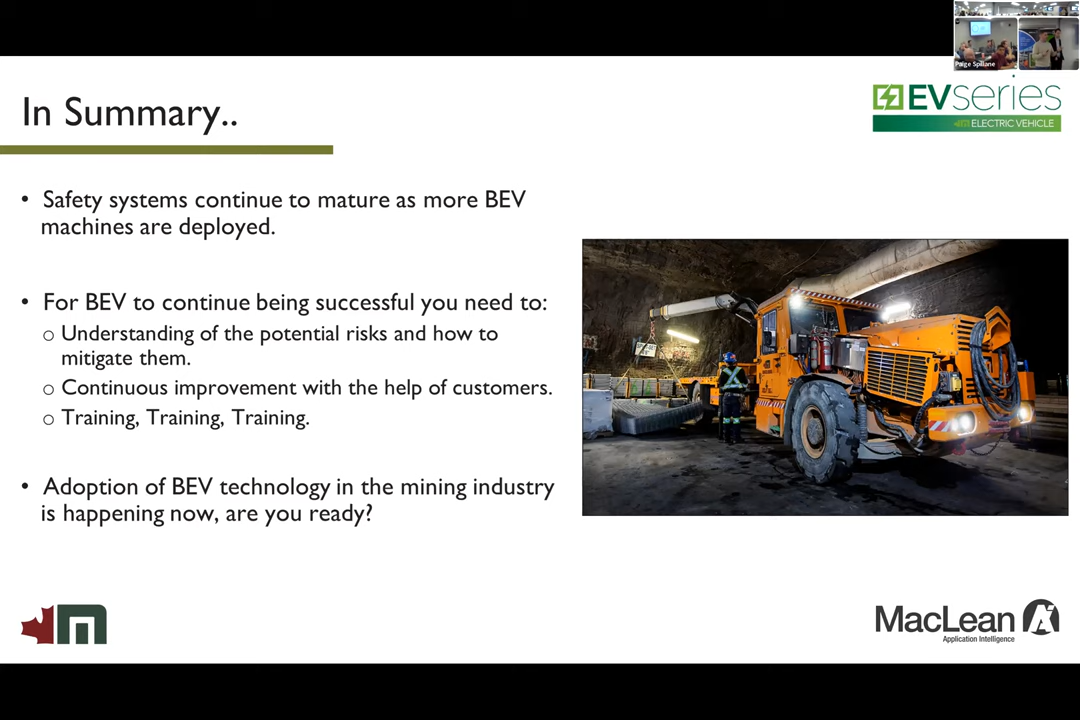 Paige Spillane
In Summary..
EVseries
ELECTRIC VEHICLE
• Safety systems continue to mature as more BEV
machines are deployed.
• For BEV to continue being successful you need to:
o Understanding of the potential risks and how to
mitigate them.
o Continuous improvement with the help of customers.
o Training, Training, Training.
• Adoption of BEV technology in the mining industry
is happening now, are you ready?
MacLean
Application Intelligence